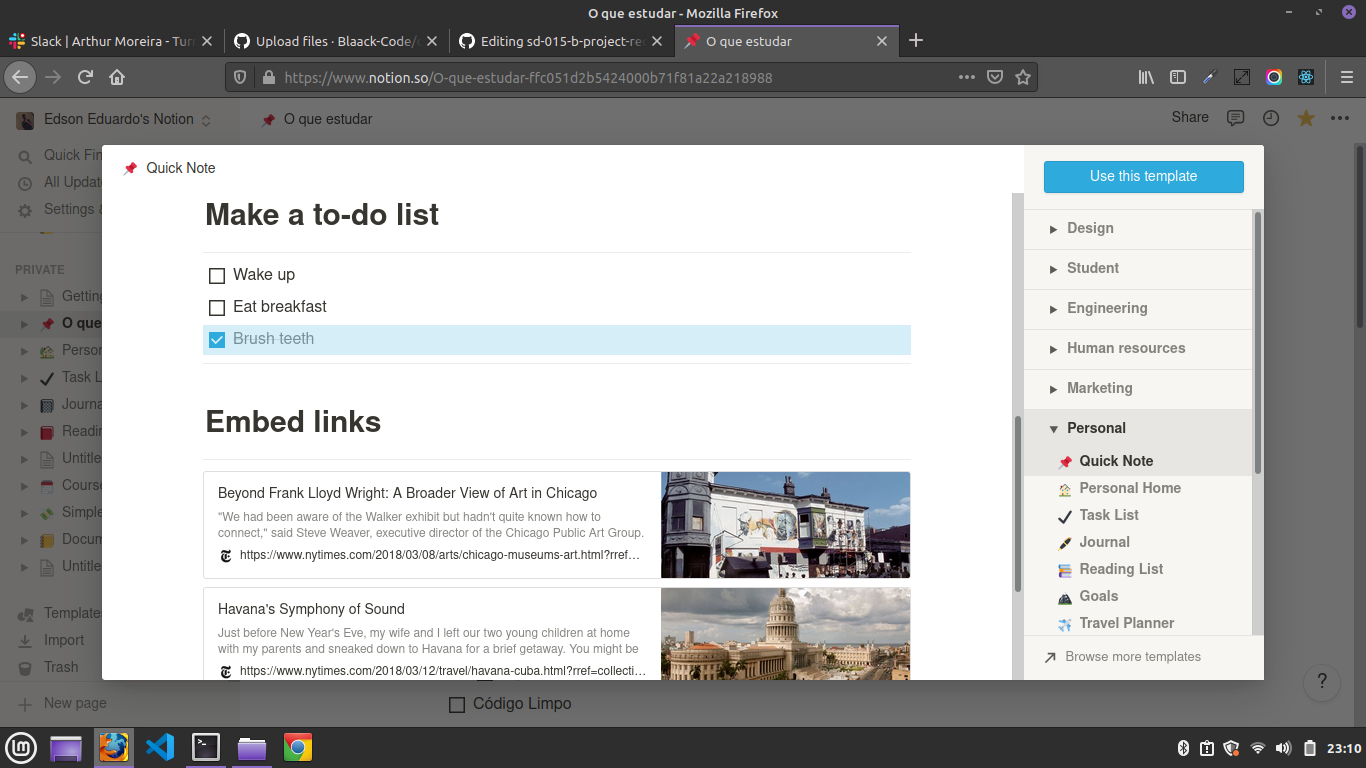 O que estudar - Mozilla Firefox
Slack | Arthur Moreira - Tur
Upload files · Blaack-Code/
Editing sd-015-b-project-re
O que estudar
https://www.notion.so/O-que-estudar-ffc051d2b5424000b71f81a22a218988
Edson Eduardo's Notion
O que estudar
Share
Quick Fin
All Updat
Settings &
PRIVATE
Getting
O que
Person
Task L
Journa
Readi
Untitle
Course
Simple
Docum
Untitle
Templates
Import
Trash
New page
Quick Note
Make a to-do list
Wake up
Eat breakfast
Brush teeth
Embed links
Beyond Frank Lloyd Wright: A Broader View of Art in Chicago
"We had been aware of the Walker exhibit but hadn't quite known how to
connect," said Steve Weaver, executive director of the Chicago Public Art Group.
https://www.nytimes.com/2018/03/08/arts/chicago-museums-art.html?rref…
Havana's Symphony of Sound
Just before New Year's Eve, my wife and I left our two young children at home
with my parents and sneaked down to Havana for a brief getaway. You might be
https://www.nytimes.com/2018/03/12/travel/havana-cuba.html?rref=collecti…
Use this template
Design
Student
Engineering
Human resources
Marketing
Personal
Quick Note
Personal Home
Task List
Journal
Reading List
Goals
Travel Planner
Browse more templates
Código Limpo
?
23:10